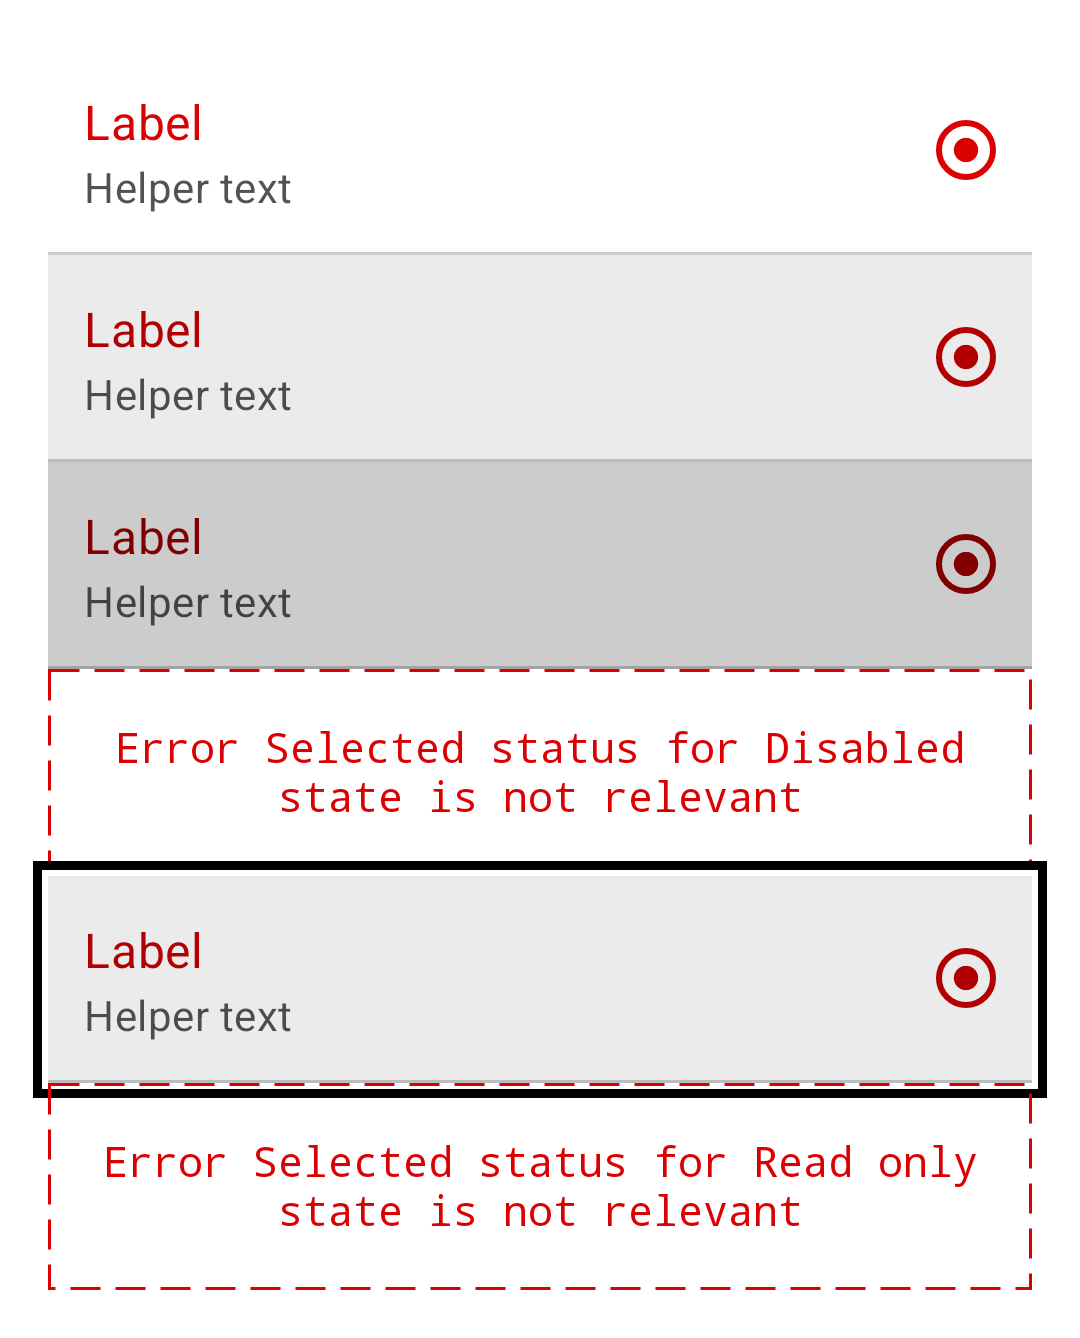 Label
Helper text
Label
Helper text
Label
Helper text
Error Selected status for Disabled
state is not relevant
Label
Helper text
Error Selected status for Read only
state is not relevant